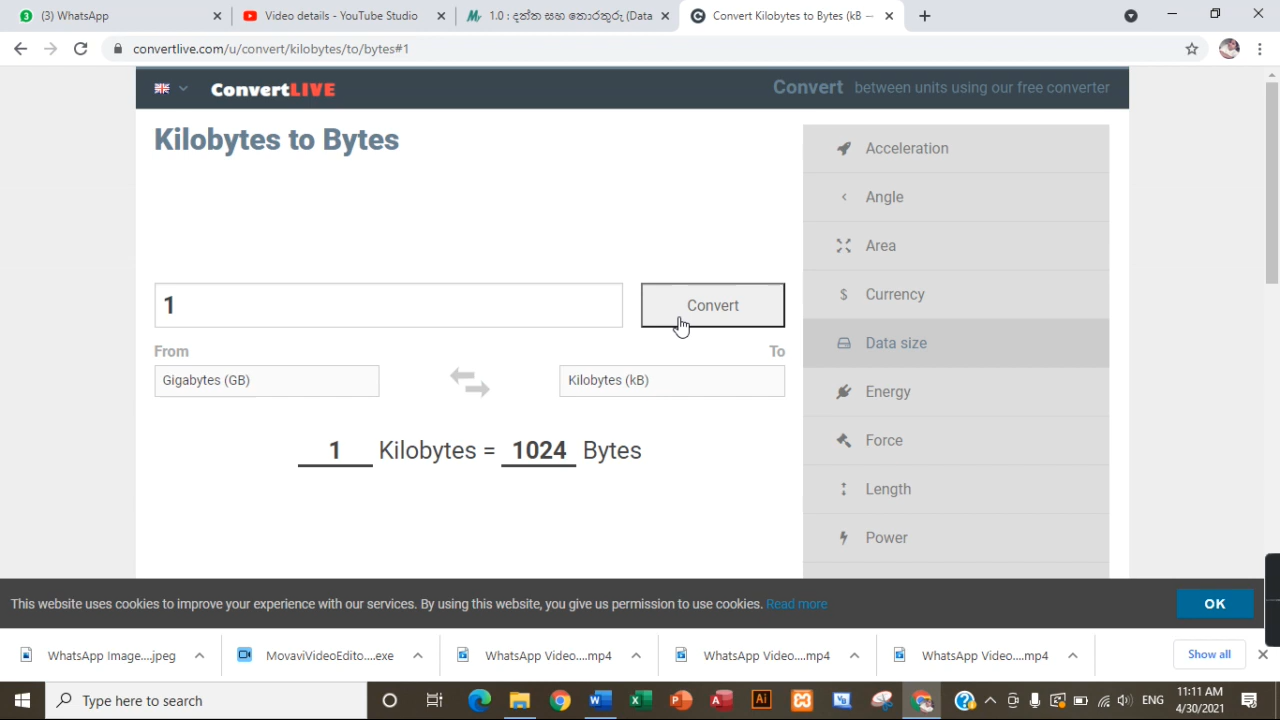 (3) WhatsApp
Video details - YouTube Studio
1.0 : දත්ත සහ තොරතුරු (Data
Convert Kilobytes to Bytes (kB —
convertlive.com/u/convert/kilobytes/to/bytes#1
ConvertLIVE
Convert between units using our free converter
Kilobytes to Bytes
1
Convert
From
To
Gigabytes (GB)
Kilobytes (kB)
1 Kilobytes = 1024 Bytes
Acceleration
Angle
Area
Currency
Data size
Energy
Force
Length
Power
This website uses cookies to improve your experience with our services. By using this website, you give us permission to use cookies. Read more
OK
WhatsApp Image....jpeg
MovaviVideoEdito....exe
WhatsApp Video....mp4
WhatsApp Video....mp4
WhatsApp Video....mp4
Show all
Type here to search
ENG
11:11 AM
4/30/2021